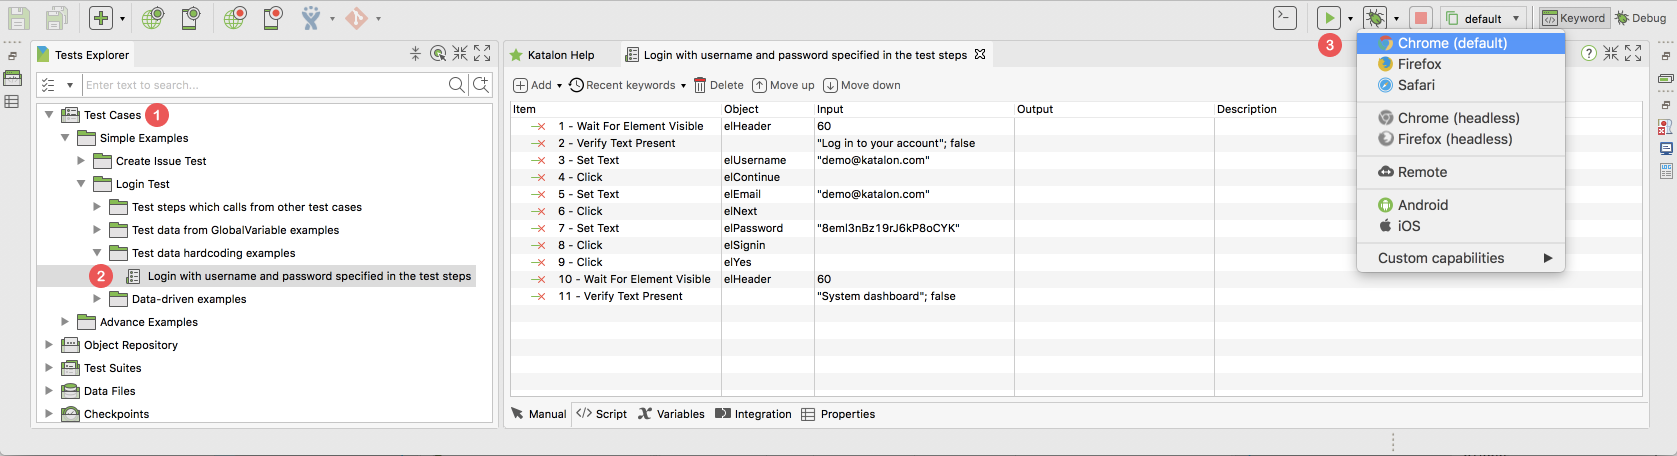 default
Keyword
Debug
3
Chrome (default)
Firefox
Safari
Chrome (headless)
Firefox (headless)
Remote
Android
iOS
Custom capabilities
Tests Explorer
Enter text to search...
Test Cases
1
Simple Examples
Create Issue Test
Login Test
Test steps which calls from other test cases
Test data from GlobalVariable examples
Test data hardcoding examples
2
Login with username and password specified in the test steps
Data-driven examples
Advance Examples
Object Repository
Test Suites
Data Files
Checkpoints
Katalon Help
Login with username and password specified in the test steps
Add
Recent keywords
Delete
Move up
Move down
Item Object Input Output Description
1 - Wait For Element Visible elHeader 60
2 - Verify Text Present "Log in to your account"; false
3 - Set Text elUsername "demo@katalon.com"
4 - Click elContinue
5 - Set Text elEmail "demo@katalon.com"
6 - Click elNext
7 - Set Text elPassword "8eml3nBz19rJ6kP8oCYK"
8 - Click elSignin
9 - Click elYes
10 - Wait For Element Visible elHeader 60
11 - Verify Text Present "System dashboard"; false
Manual
</> Script
Variables
Integration
Properties